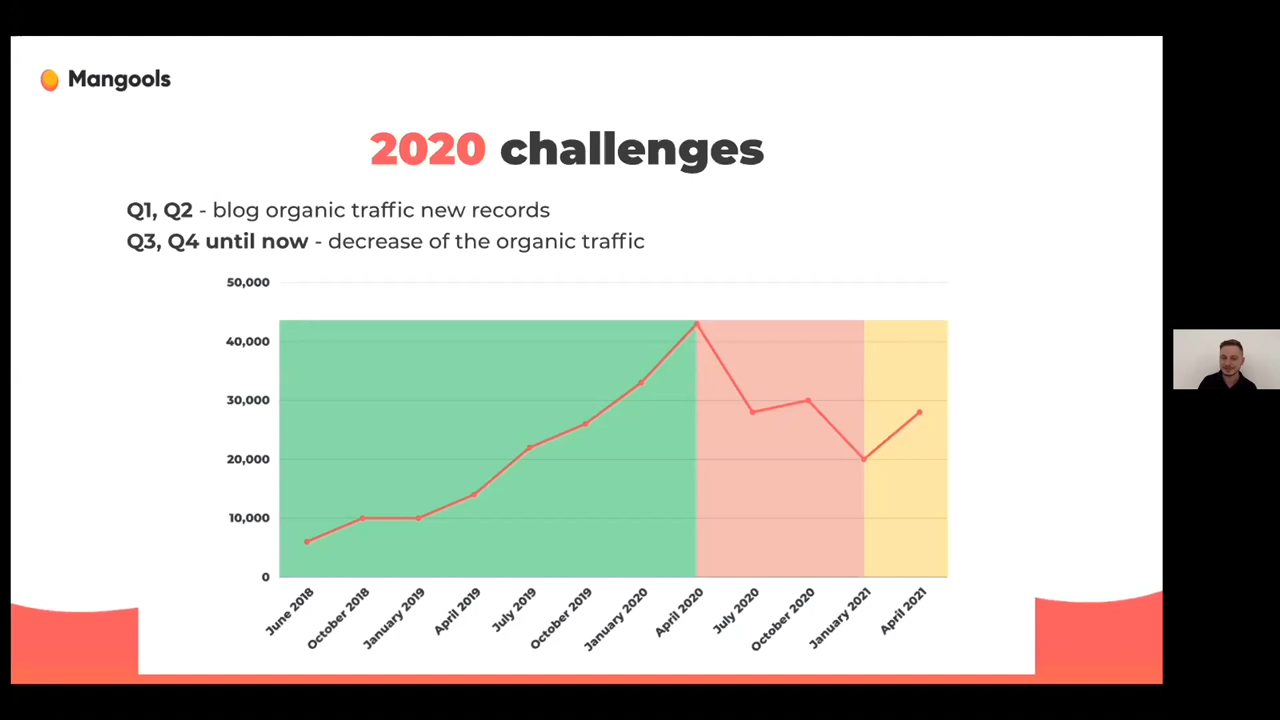 Mangools
2020 challenges
Q1, Q2 - blog organic traffic new records
Q3, Q4 until now - decrease of the organic traffic
50,000
40,000
30,000
20,000
10,000
0
June 2018
October 2018
January 2019
April 2019
July 2019
October 2019
January 2020
April 2020
July 2020
October 2020
January 2021
April 2021